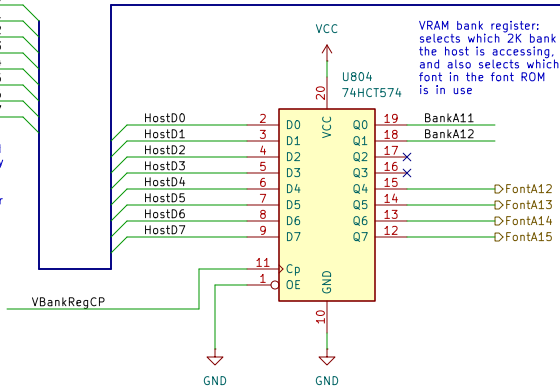 VRAM bank register:
selects which 2K bank
the host is accessing,
and also selects which
font in the font ROM
is in use
VCC
U804
74HCT574
20
VCC
HostD0 2 D0 Q0 19 BankA11
HostD1 3 D1 Q1 18 BankA12
HostD2 4 D2 Q2 17
HostD3 5 D3 Q3 16
HostD4 6 D4 Q4 15 FontA12
HostD5 7 D5 Q5 14 FontA13
HostD6 8 D6 Q6 13 FontA14
HostD7 9 D7 Q7 12 FontA15
11 Cp
1 OE
GND
VBankRegCP
10
GND GND